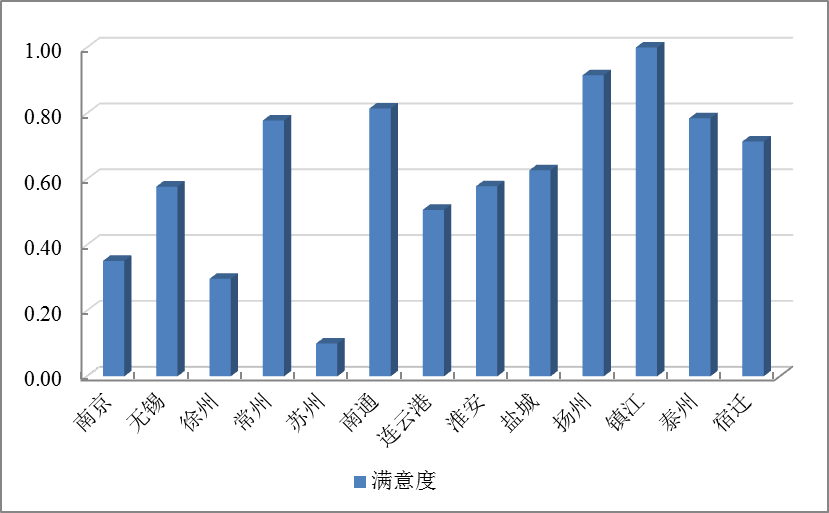 1.00
0.80
0.60
0.40
0.20
0.00
南京
无锡
徐州
常州
苏州
南通
连云港
淮安
盐城
扬州
镇江
泰州
宿迁
满意度